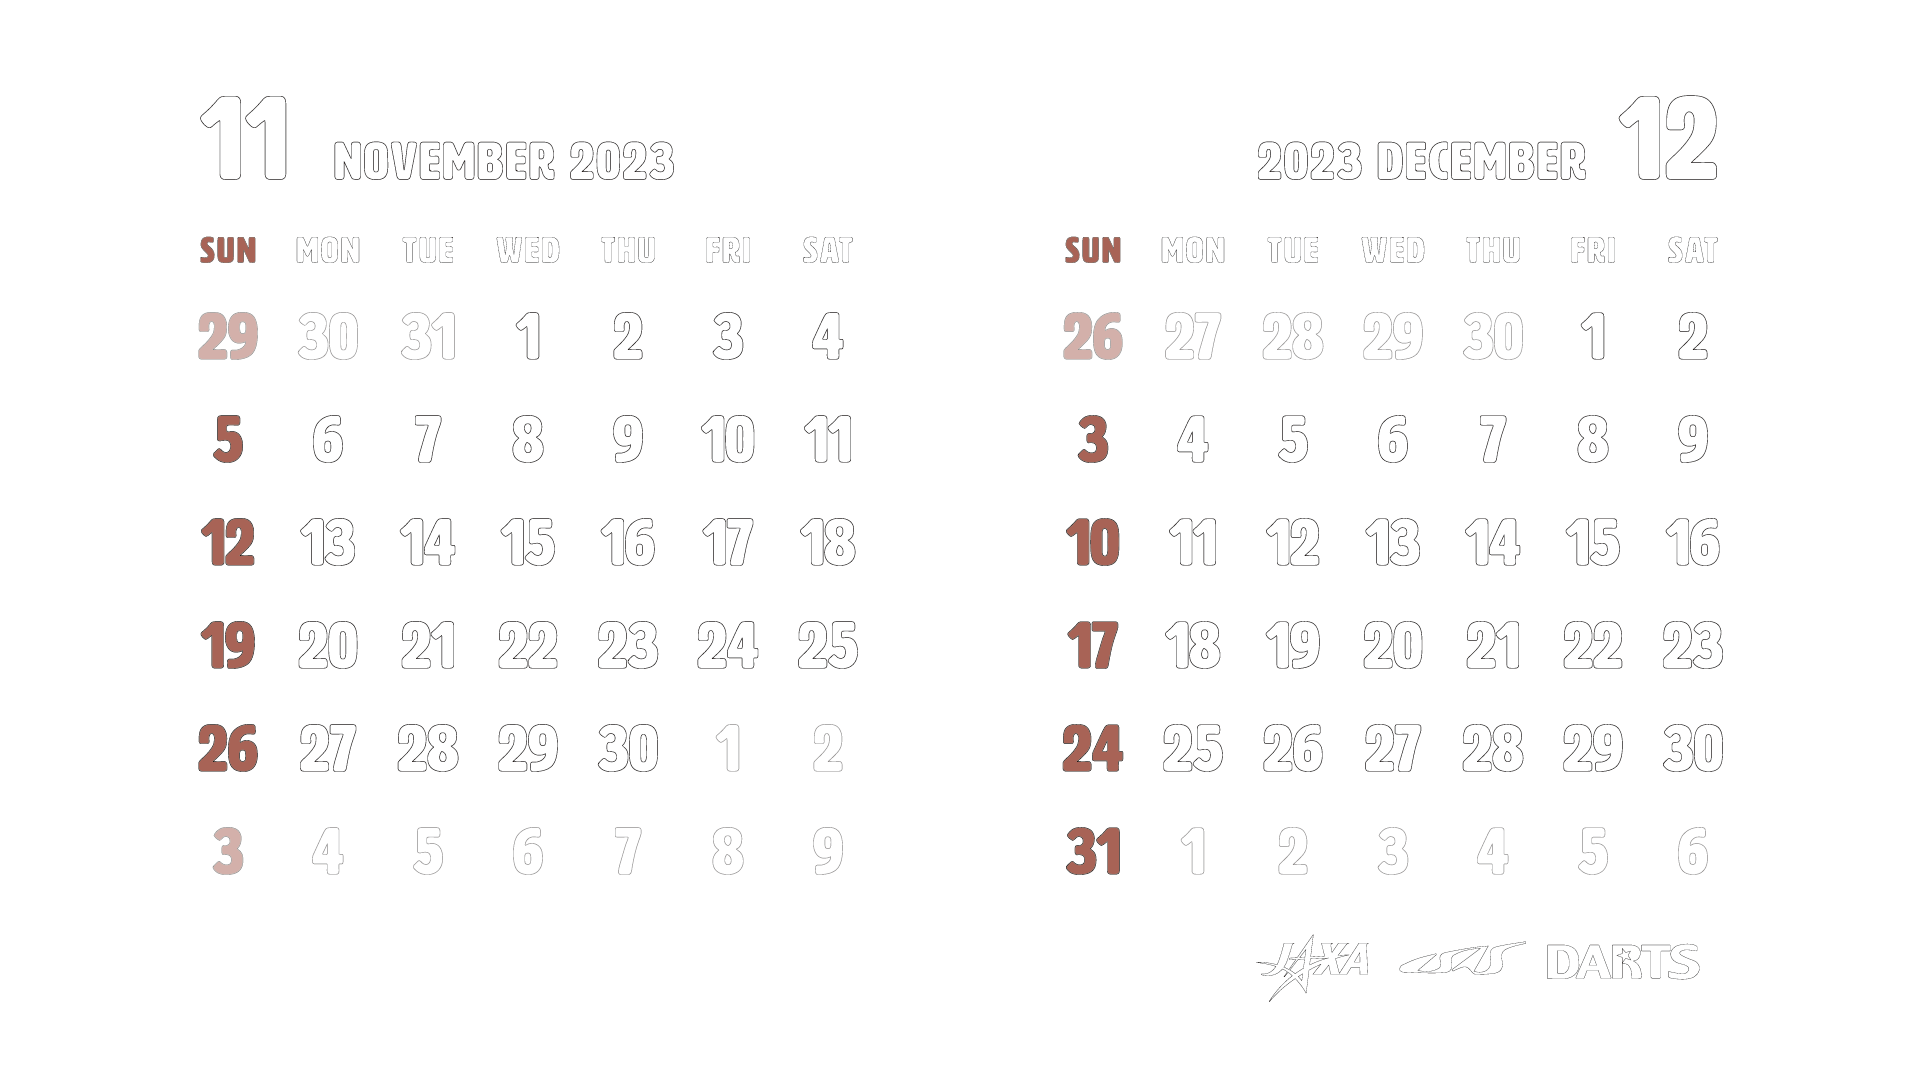 11 NOVEMBER 2023
SUN MON TUE WED THU FRI SAT
29 30 31 1 2 3 4
5 6 7 8 9 10 11
12 13 14 15 16 17 18
19 20 21 22 23 24 25
26 27 28 29 30 1 2
3 4 5 6 7 8 9
2023 DECEMBER 12
SUN MON TUE WED THU FRI SAT
26 27 28 29 30 1 2
3 4 5 6 7 8 9
10 11 12 13 14 15 16
17 18 19 20 21 22 23
24 25 26 27 28 29 30
31 1 2 3 4 5 6
JAXA ISAS DARTS